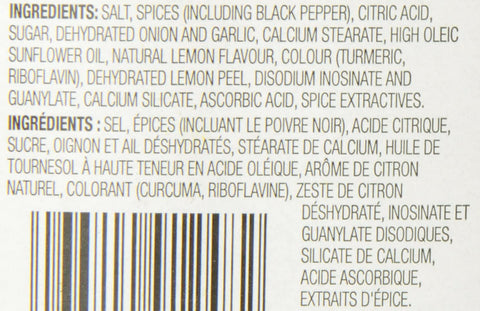 INGREDIENTS: SALT, SPICES (INCLUDING BLACK PEPPER), CITRIC ACID,
SUGAR, DEHYDRATED ONION AND GARLIC, CALCIUM STEARATE, HIGH OLEIC
SUNFLOWER OIL, NATURAL LEMON FLAVOUR, COLOUR (TURMERIC,
RIBOFLAVIN), DEHYDRATED LEMON PEEL, DISODIUM INOSINATE AND
GUANYLATE, CALCIUM SILICATE, ASCORBIC ACID, SPICE EXTRACTIVES.
INGRÉDIENTS : SEL, ÉPICES (INCLUANT LE POIVRE NOIR), ACIDE CITRIQUE,
SUCRE, OIGNON ET AIL DÉSHYDRATÉS, STÉARATE DE CALCIUM, HUILE DE
TOURNESOL À HAUTE TENEUR EN ACIDE OLÉIQUE, ARÔME DE CITRON
NATUREL, COLORANT (CURCUMA, RIBOFLAVINE), ZESTE DE CITRON
DÉSHYDRATÉ, INOSINATE ET
GUANYLATE DISODIQUES,
SILICATE DE CALCIUM,
ACIDE ASCORBIQUE,
EXTRAITS D'ÉPICE.